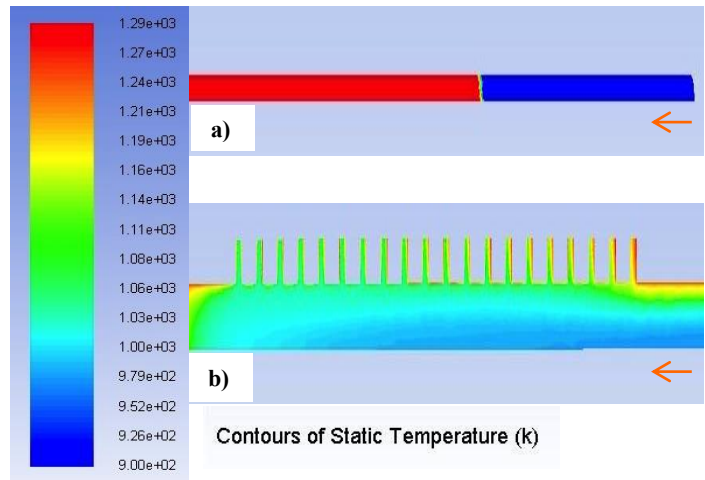 1.29e+03
1.27e+03
1.24e+03
1.21e+03
1.19e+03
1.16e+03
1.14e+03
1.11e+03
1.08e+03
1.06e+03
1.03e+03
1.00e+03
9.79e+02
9.52e+02
9.26e+02
9.00e+02
a)
b)
Contours of Static Temperature (k)